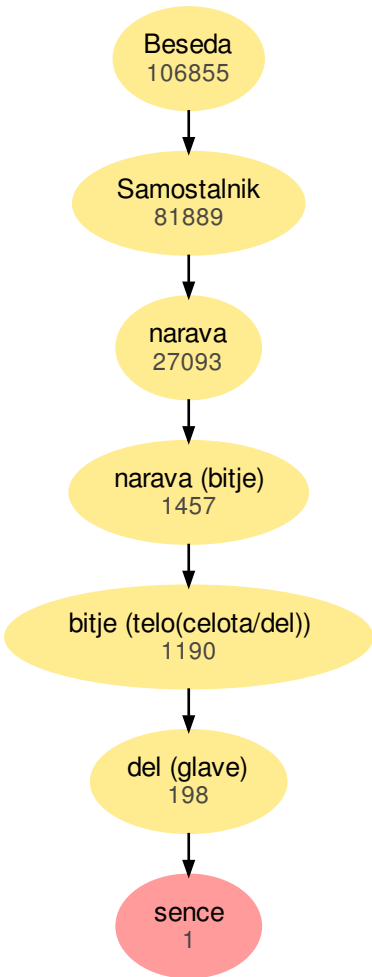 Beseda
106855
Samostalnik
81889
narava
27093
narava (bitje)
1457
bitje (telo(celota/del))
1190
del (glave)
198
sence
1